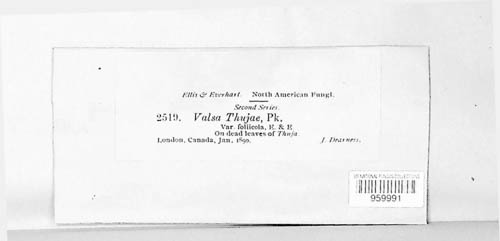 Ellis & Everhart. North American Fungi.
Second Series.
2519. Valsa Thujae, Pk.
Var. foliicola, E. & E.
On dead leaves of Thuja
London, Canada, Jan, 1890. J. Dearness.
959991